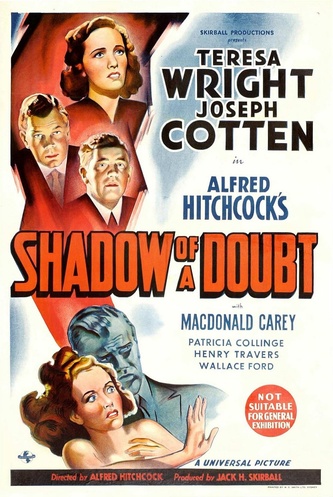 SKIRBALL PRODUCTIONS
presents
TERESA
WRIGHT
JOSEPH
COTTEN
in
ALFRED
HITCHCOCK'S
SHADOW OF A DOUBT
with
MACDONALD CAREY
PATRICIA COLLINGE
HENRY TRAVERS
WALLACE FORD
NOT
SUITABLE
FOR GENERAL
EXHIBITION
A UNIVERSAL PICTURE
Directed by ALFRED HITCHCOCK Produced by JACK H. SKIRBALL